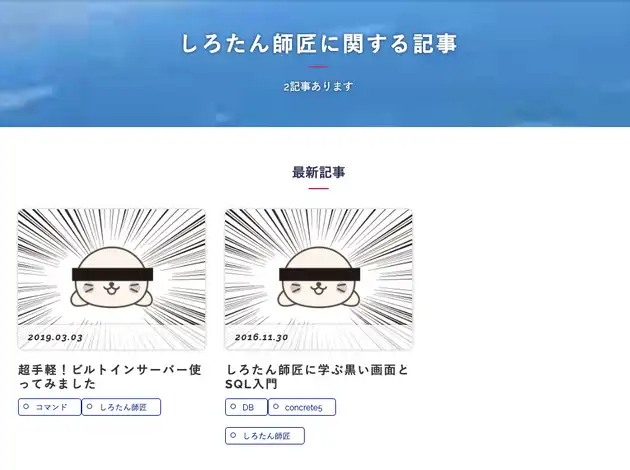 しろたん師匠に関する記事
2記事あります
最新記事
2019.03.03
超手軽！ビルトインサーバー使
ってみました
コマンド
しろたん師匠
2016.11.30
しろたん師匠に学ぶ黒い画面と
SQL入門
DB
concrete5
しろたん師匠